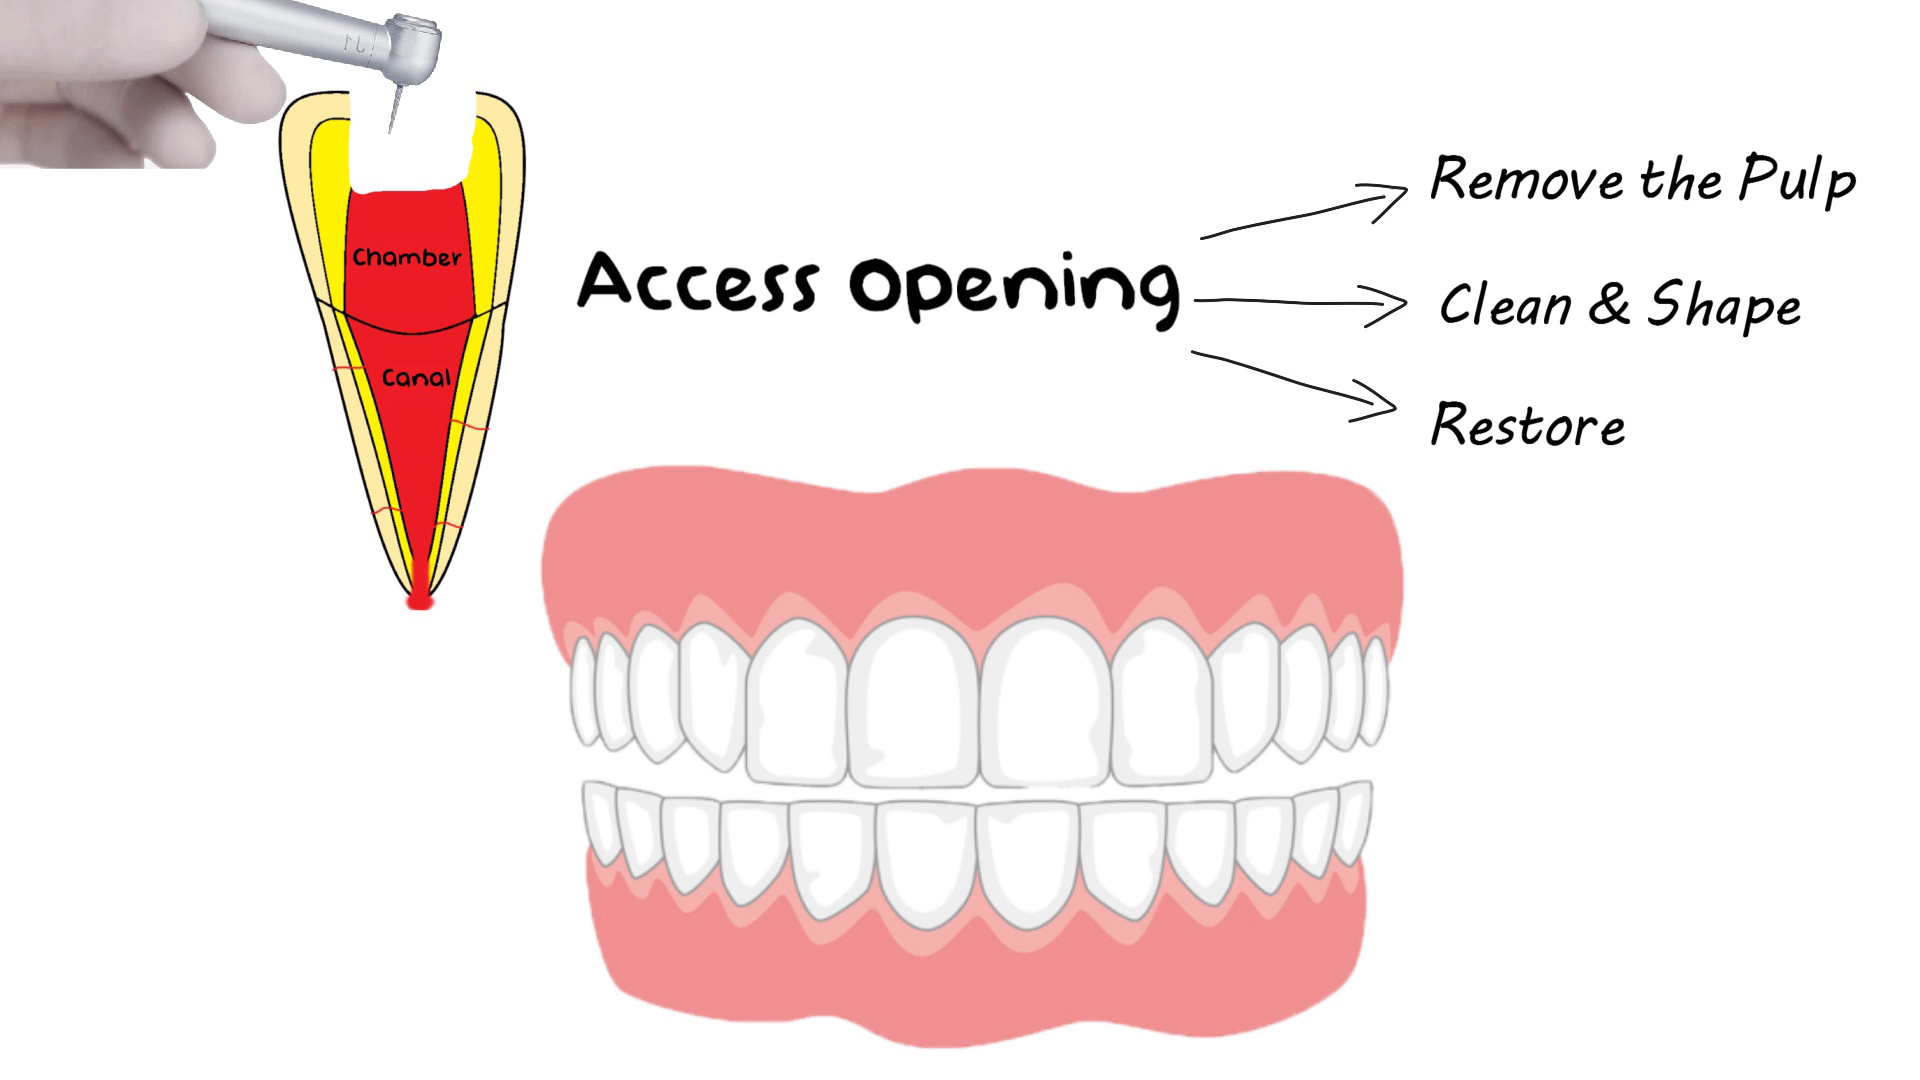 Chamber
Canal
Access Opening
Remove the Pulp
Clean & Shape
Restore